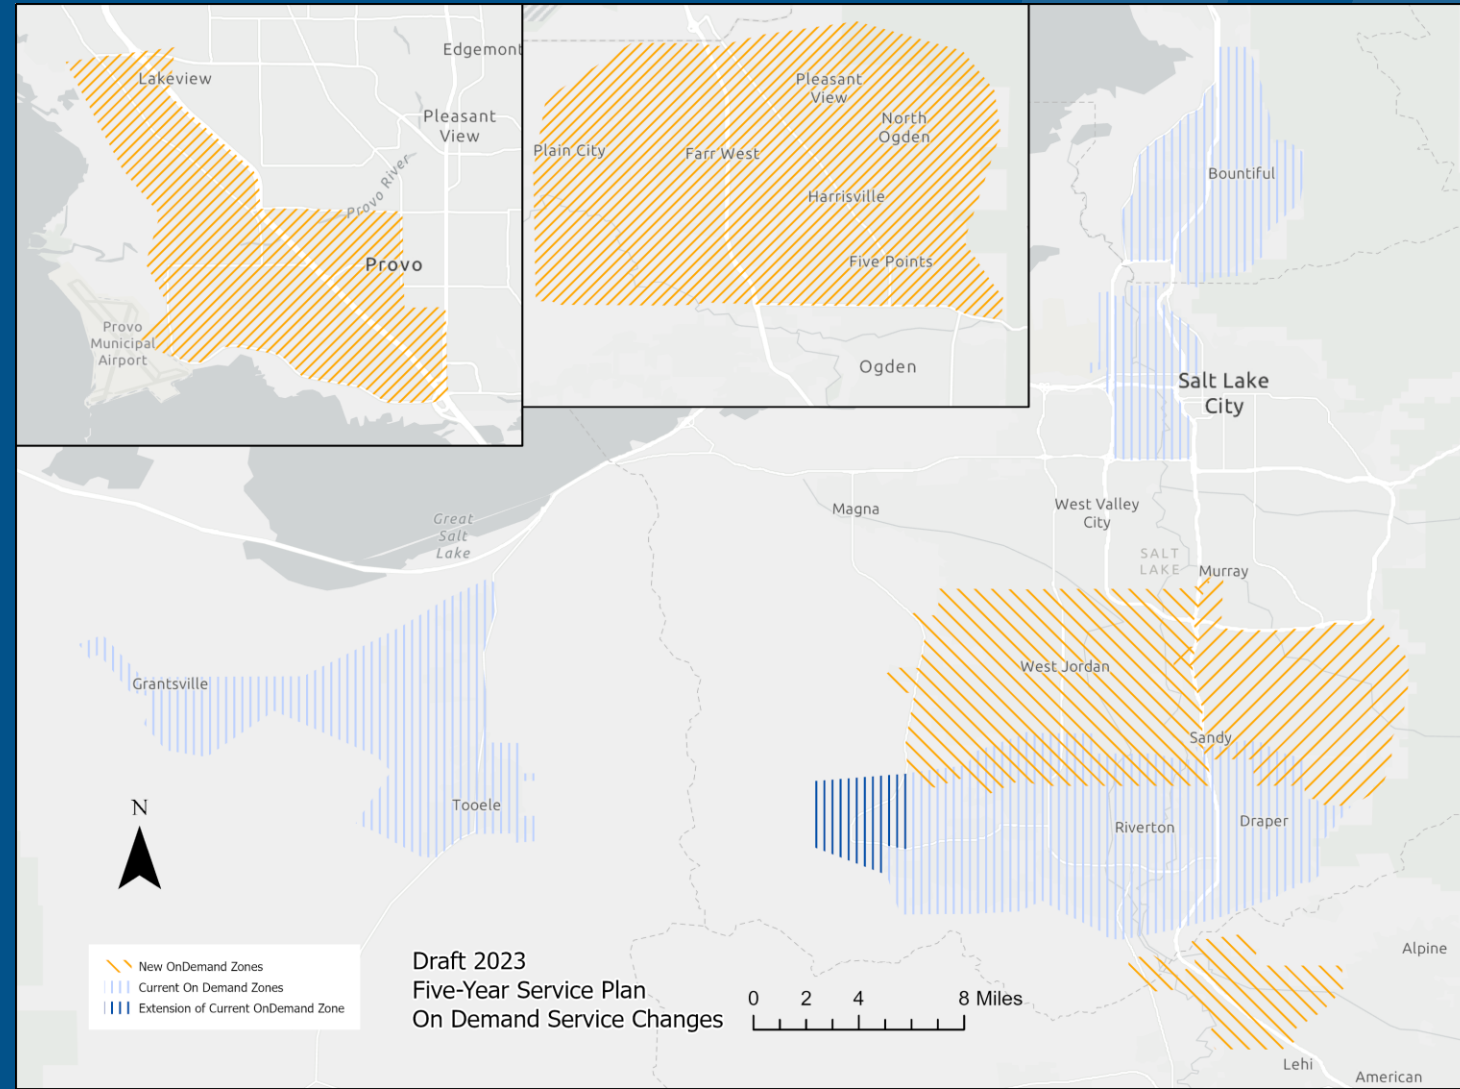 Edgemont
Lakeview
Pleasant
View
Provo River
Provo
Provo
Municipal
Airport
Pleasant
View
North
Ogden
Plain City
Farr West
Harrisville
Five Points
Ogden
Bountiful
Salt Lake
City
Great
Salt
Lake
Magna
West Valley
City
SALT
LAKE
Murray
West Jordan
Sandy
Grantsville
Tooele
Riverton
Draper
Alpine
Lehi
American
N
New OnDemand Zones
Current On Demand Zones
Extension of Current OnDemand Zone
Draft 2023
Five-Year Service Plan
On Demand Service Changes
0 2 4 8 Miles